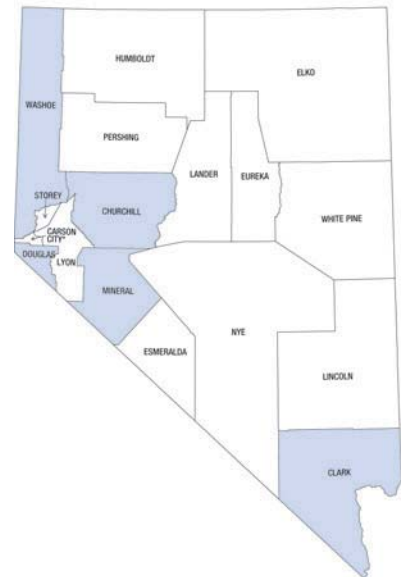 HUMBOLDT
ELKO
WASHOE
PERSHING
LANDER
EUREKA
STOREY
CHURCHILL
WHITE PINE
CARSON
CITY*
DOUGLAS
LYON
MINERAL
NYE
ESMERALDA
LINCOLN
CLARK